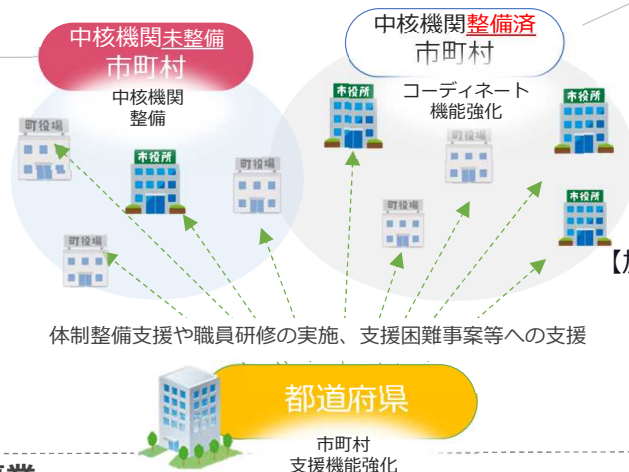 中核機関未整備
市町村
中核機関
整備
町役場
市役所
町役場
町役場
中核機関整備済
市町村
コーディネート
機能強化
市役所
市役所
町役場
町役場
市役所
【加
体制整備支援や職員研修の実施、支援困難事案等への支援
都道府県
市町村
支援機能強化
事業